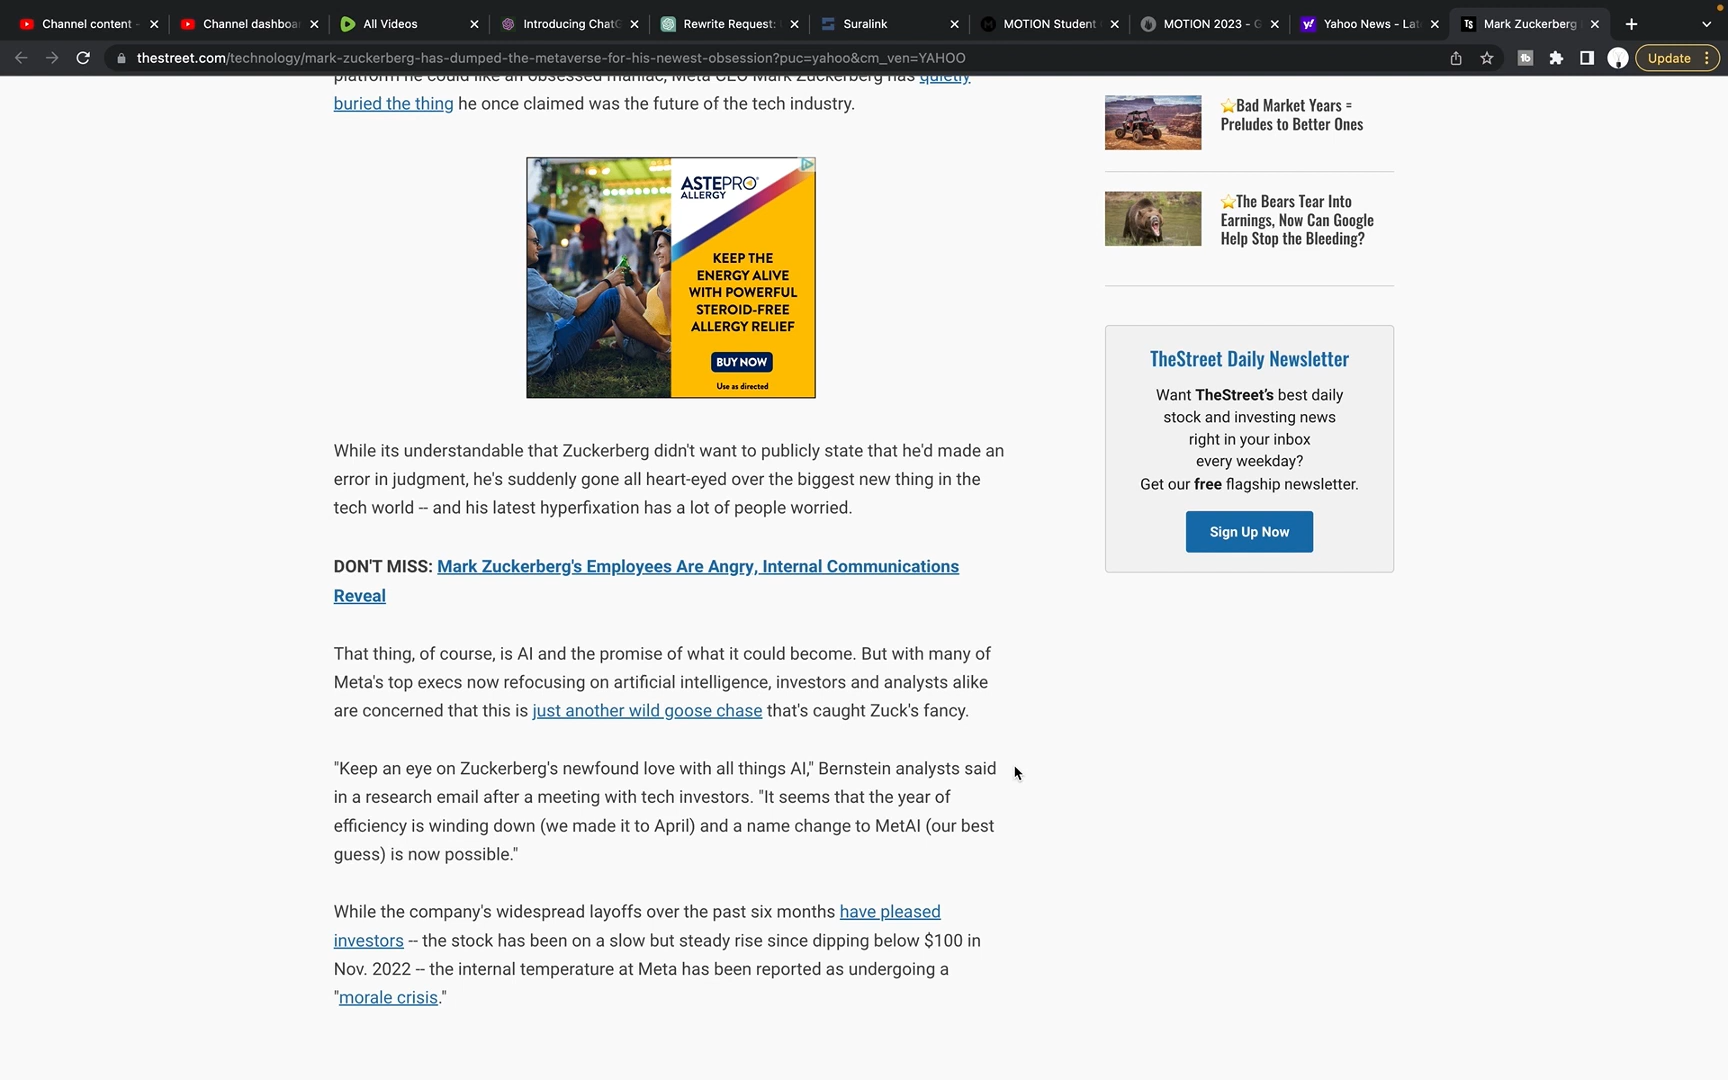 Channel content -
Channel dashboa
All Videos
Introducing ChatG
Rewrite Request:
Suralink
MOTION Student
MOTION 2023 - G
Yahoo News - Lat
Mark Zuckerberg
thestreet.com/technology/mark-zuckerberg-has-dumped-the-metaverse-for-his-newest-obsession?puc=yahoo&cm_ven=YAHOO
Update
platform he could like an obsessed maniac, Meta CEO Mark Zuckerberg has quietly
buried the thing he once claimed was the future of the tech industry.
ASTEPRO®
ALLERGY
KEEP THE
ENERGY ALIVE
WITH POWERFUL
STEROID-FREE
ALLERGY RELIEF
BUY NOW
Use as directed
While its understandable that Zuckerberg didn't want to publicly state that he'd made an
error in judgment, he's suddenly gone all heart-eyed over the biggest new thing in the
tech world -- and his latest hyperfixation has a lot of people worried.
DON'T MISS: Mark Zuckerberg's Employees Are Angry, Internal Communications
Reveal
That thing, of course, is AI and the promise of what it could become. But with many of
Meta's top execs now refocusing on artificial intelligence, investors and analysts alike
are concerned that this is just another wild goose chase that's caught Zuck's fancy.
"Keep an eye on Zuckerberg's newfound love with all things AI," Bernstein analysts said
in a research email after a meeting with tech investors. "It seems that the year of
efficiency is winding down (we made it to April) and a name change to MetAI (our best
guess) is now possible."
While the company's widespread layoffs over the past six months have pleased
investors -- the stock has been on a slow but steady rise since dipping below $100 in
Nov. 2022 -- the internal temperature at Meta has been reported as undergoing a
"morale crisis."
⭐Bad Market Years =
Preludes to Better Ones
⭐The Bears Tear Into
Earnings, Now Can Google
Help Stop the Bleeding?
TheStreet Daily Newsletter
Want TheStreet's best daily
stock and investing news
right in your inbox
every weekday?
Get our free flagship newsletter.
Sign Up Now